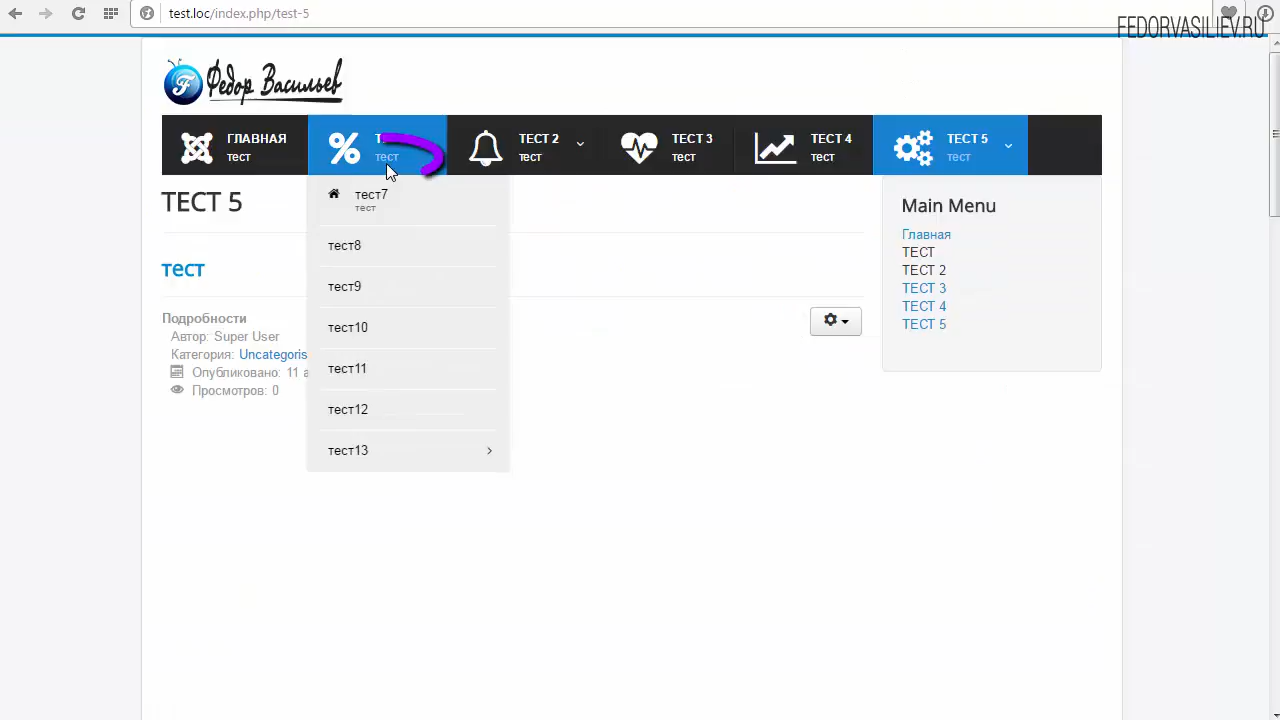 test.loc/index.php/test-5
FEDORVASILIEV.RU
Федор Васильев
ГЛАВНАЯ
тест
тест
ТЕСТ 2
тест
ТЕСТ 3
тест
ТЕСТ 4
тест
ТЕСТ 5
тест
тест7
тест
тест8
тест9
тест10
тест11
тест12
тест13
ТЕСТ 5
тест
Подробности
Автор: Super User
Категория: Uncategoris
Опубликовано: 11 а
Просмотров: 0
Main Menu
Главная
ТЕСТ
ТЕСТ 2
ТЕСТ 3
ТЕСТ 4
ТЕСТ 5